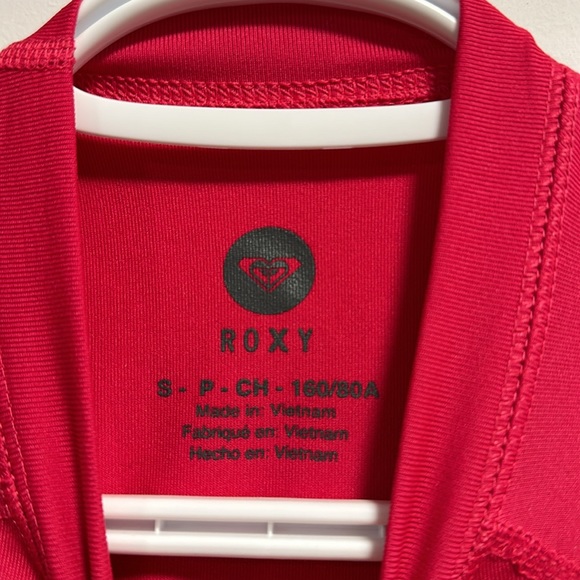 ROXY
S - P - CH - 160/80A
Made in: Vietnam
Fabriqué en: Vietnam
Hecho en: Vietnam